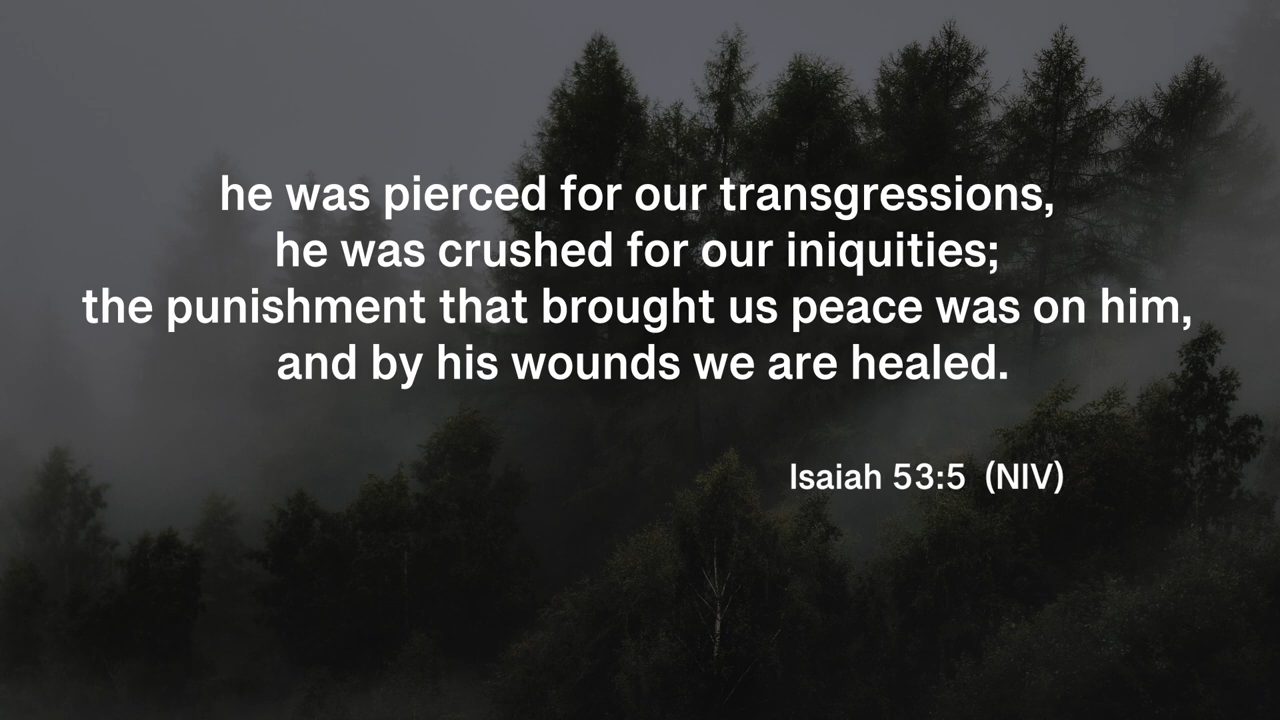 he was pierced for our transgressions,
he was crushed for our iniquities;
the punishment that brought us peace was on him,
and by his wounds we are healed.
Isaiah 53:5 (NIV)